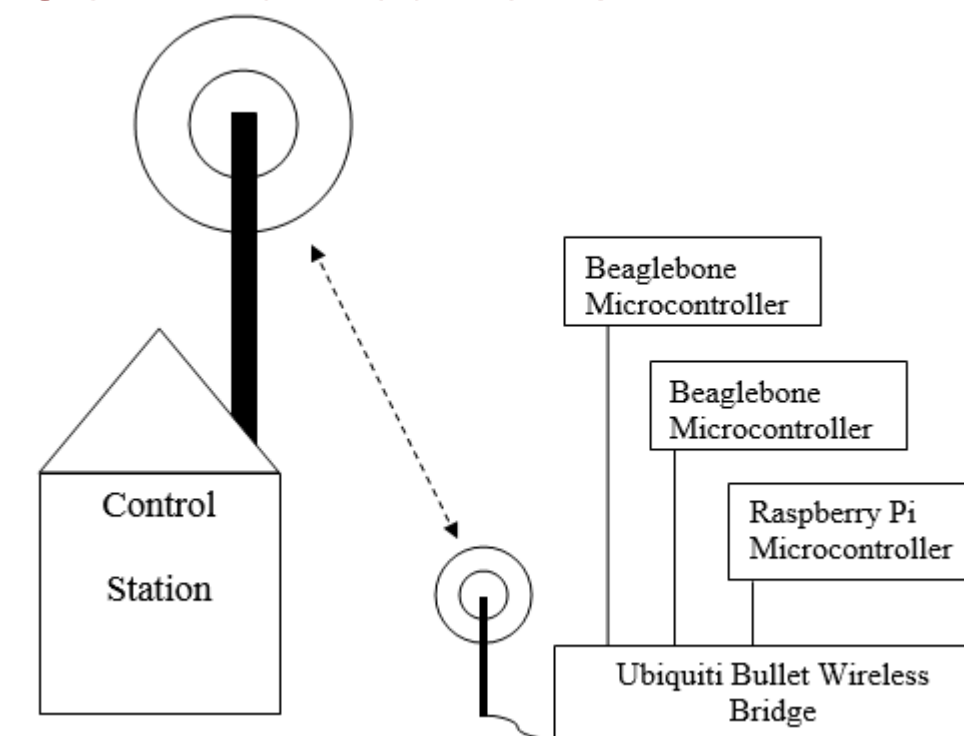 Control
Station
Beaglebone
Microcontroller
Beaglebone
Microcontroller
Raspberry Pi
Microcontroller
Ubiquiti Bullet Wireless
Bridge